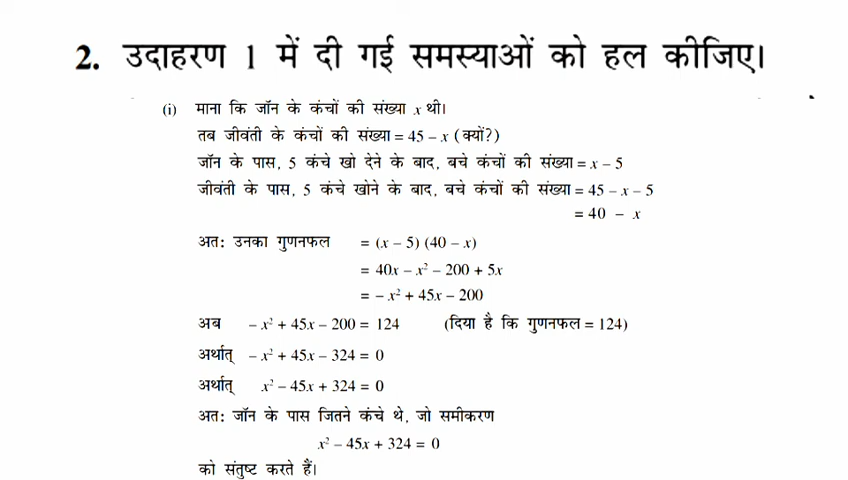 2. उदाहरण 1 में दी गई समस्याओं को हल कीजिए।
(i) माना कि जॉन के कंचों की संख्या x थी।
तब जीवंती के कंचों की संख्या = 45 – x (क्यों?)
जॉन के पास, 5 कंचे खो देने के बाद, बचे कंचों की संख्या = x – 5
जीवंती के पास, 5 कंचे खोने के बाद, बचे कंचों की संख्या = 45 – x – 5
= 40 – x
अतः उनका गुणनफल = (x – 5) (40 – x)
= 40x – x² – 200 + 5x
= – x² + 45x – 200
अब – x² + 45x – 200 = 124 (दिया है कि गुणनफल = 124)
अर्थात् – x² + 45x – 324 = 0
अर्थात् x² – 45x + 324 = 0
अतः जॉन के पास जितने कंचे थे, जो समीकरण
x² – 45x + 324 = 0
को संतुष्ट करते हैं।